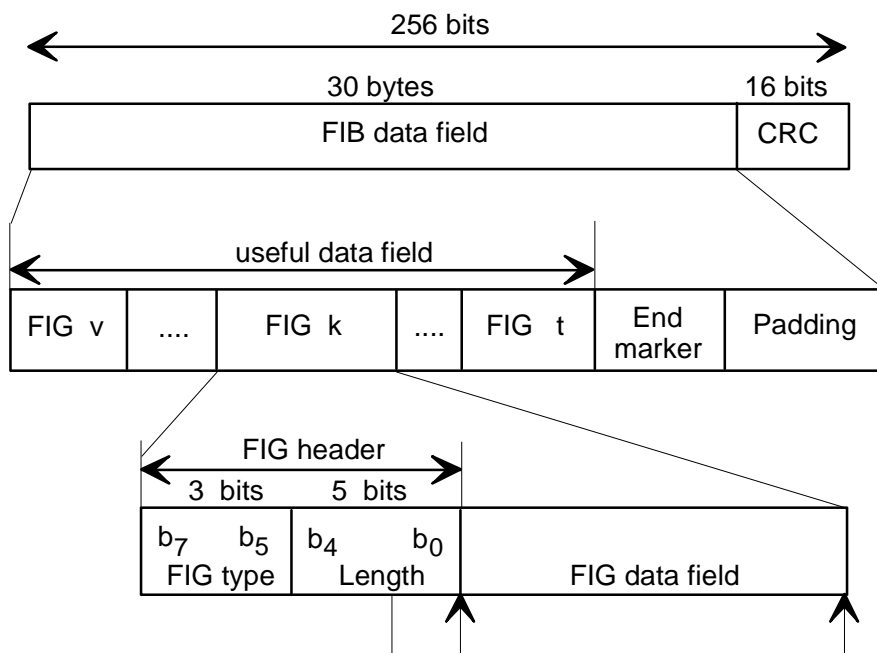 256 bits
30 bytes 16 bits
FIB data field CRC
useful data field
FIG v .... FIG k .... FIG t End marker Padding
FIG header
3 bits 5 bits
b7 b5 b4 b0
FIG type Length FIG data field